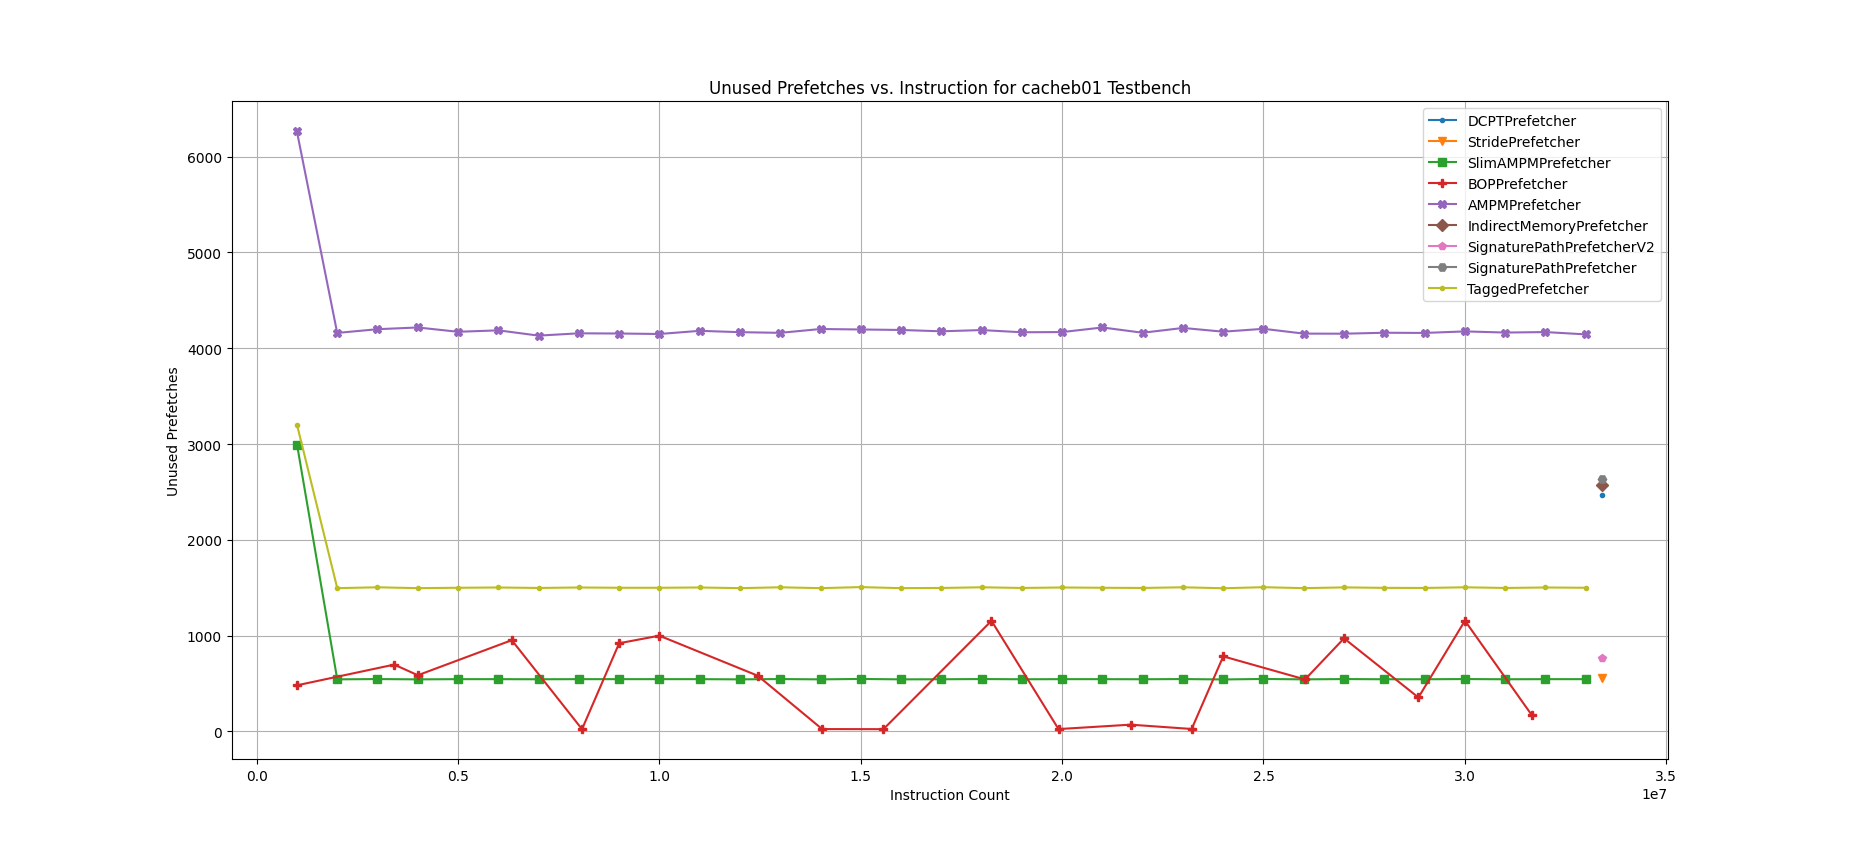 Unused Prefetches vs. Instruction for cacheb01 Testbench
DCPTPrefetcher
StridePrefetcher
SlimAMPMPrefetcher
BOPPrefetcher
AMPMPrefetcher
IndirectMemoryPrefetcher
SignaturePathPrefetcherV2
SignaturePathPrefetcher
TaggedPrefetcher
Unused Prefetches
6000
5000
4000
3000
2000
1000
0
0.0 0.5 1.0 1.5 2.0 2.5 3.0 3.5
1e7
Instruction Count